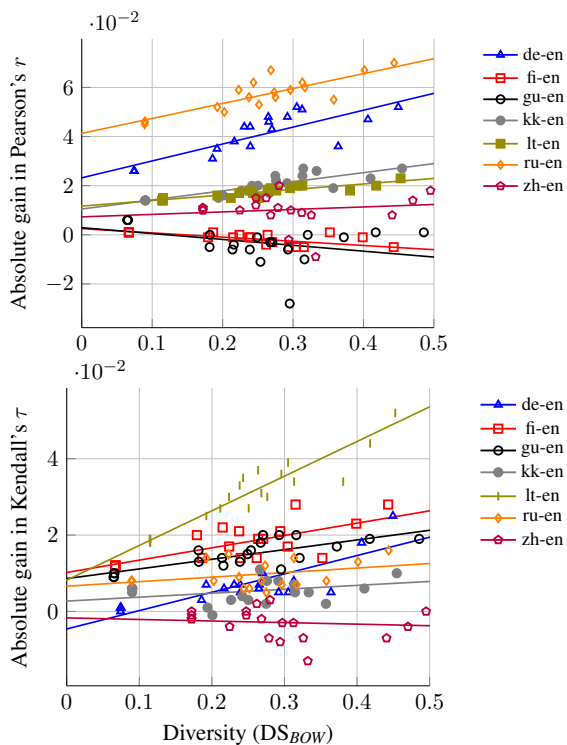 ·10−2
6
4
2
0
−2
0 0.1 0.2 0.3 0.4 0.5
Absolute gain in Pearson's r
de-en
fi-en
gu-en
kk-en
lt-en
ru-en
zh-en
·10−2
4
2
0
0 0.1 0.2 0.3 0.4 0.5
Absolute gain in Kendall's τ
Diversity (DSBOW)
de-en
fi-en
gu-en
kk-en
lt-en
ru-en
zh-en